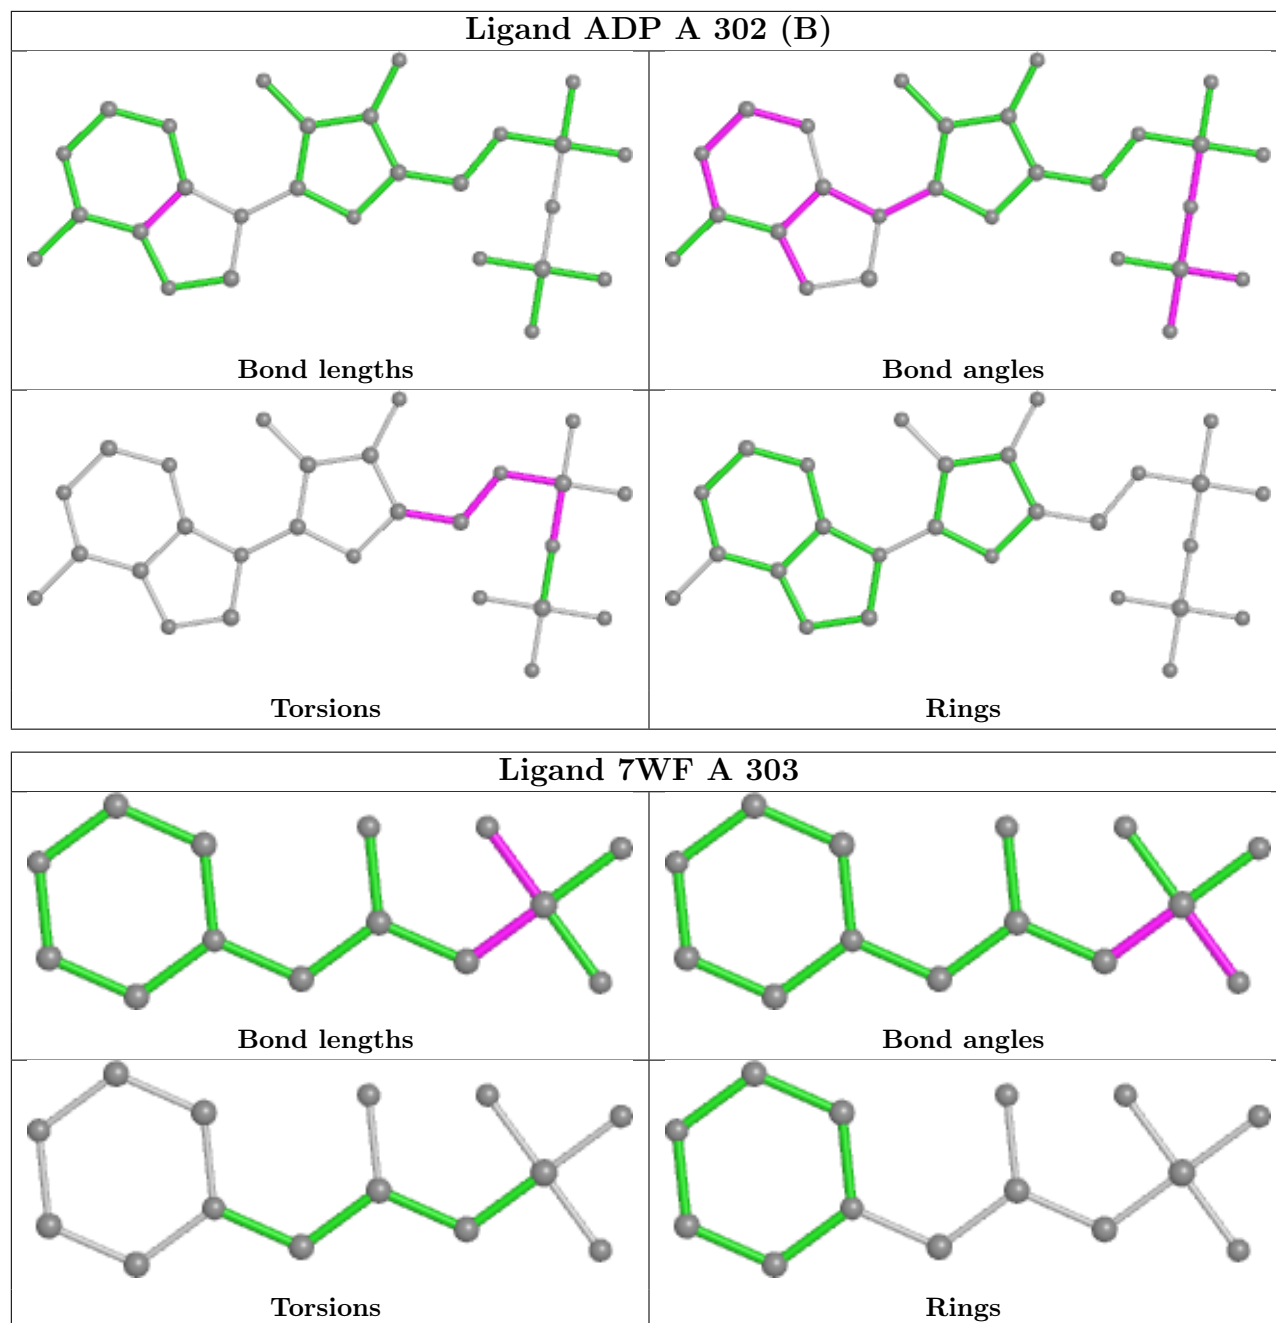 Ligand ADP A 302 (B)
Bond lengths
Bond angles
Torsions
Rings
Ligand 7WF A 303
Bond lengths
Bond angles
Torsions
Rings